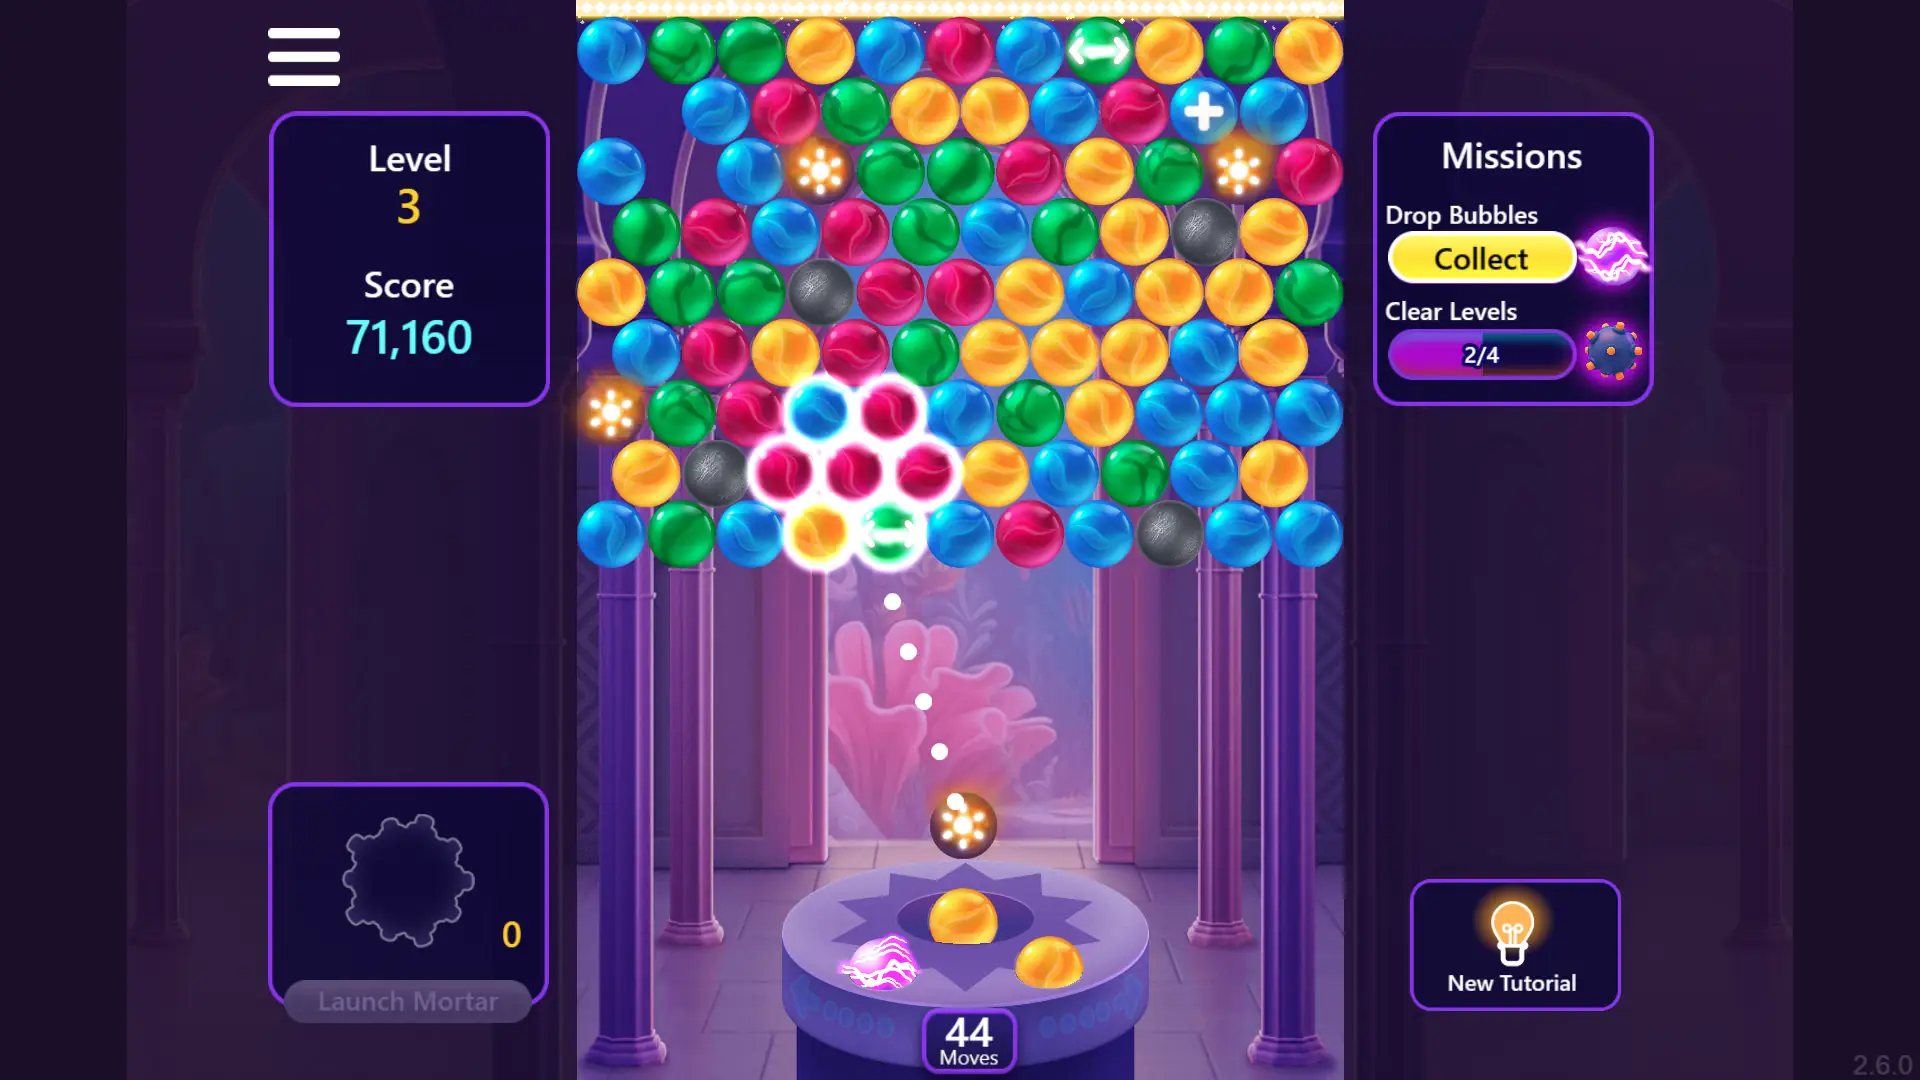 Level
3
Score
71,160
Missions
Drop Bubbles
Collect
Clear Levels
2/4
0
Launch Mortar
44
Moves
New Tutorial
2.6.0